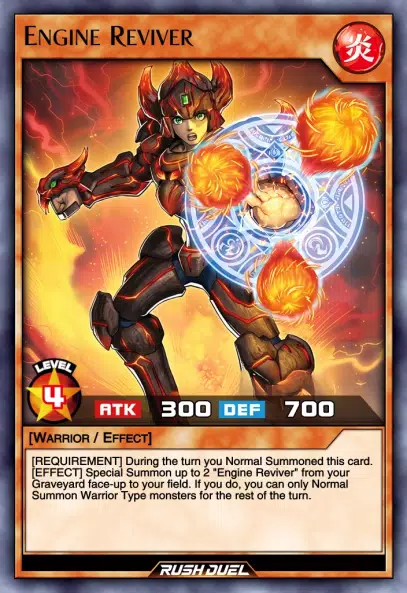 ENGINE REVIVER
炎
LEVEL
4
ATK 300 DEF 700
[WARRIOR / EFFECT]
[REQUIREMENT] During the turn you Normal Summoned this card.
[EFFECT] Special Summon up to 2 "Engine Reviver" from your
Graveyard face-up to your field. If you do, you can only Normal
Summon Warrior Type monsters for the rest of the turn.
RUSH DUEL